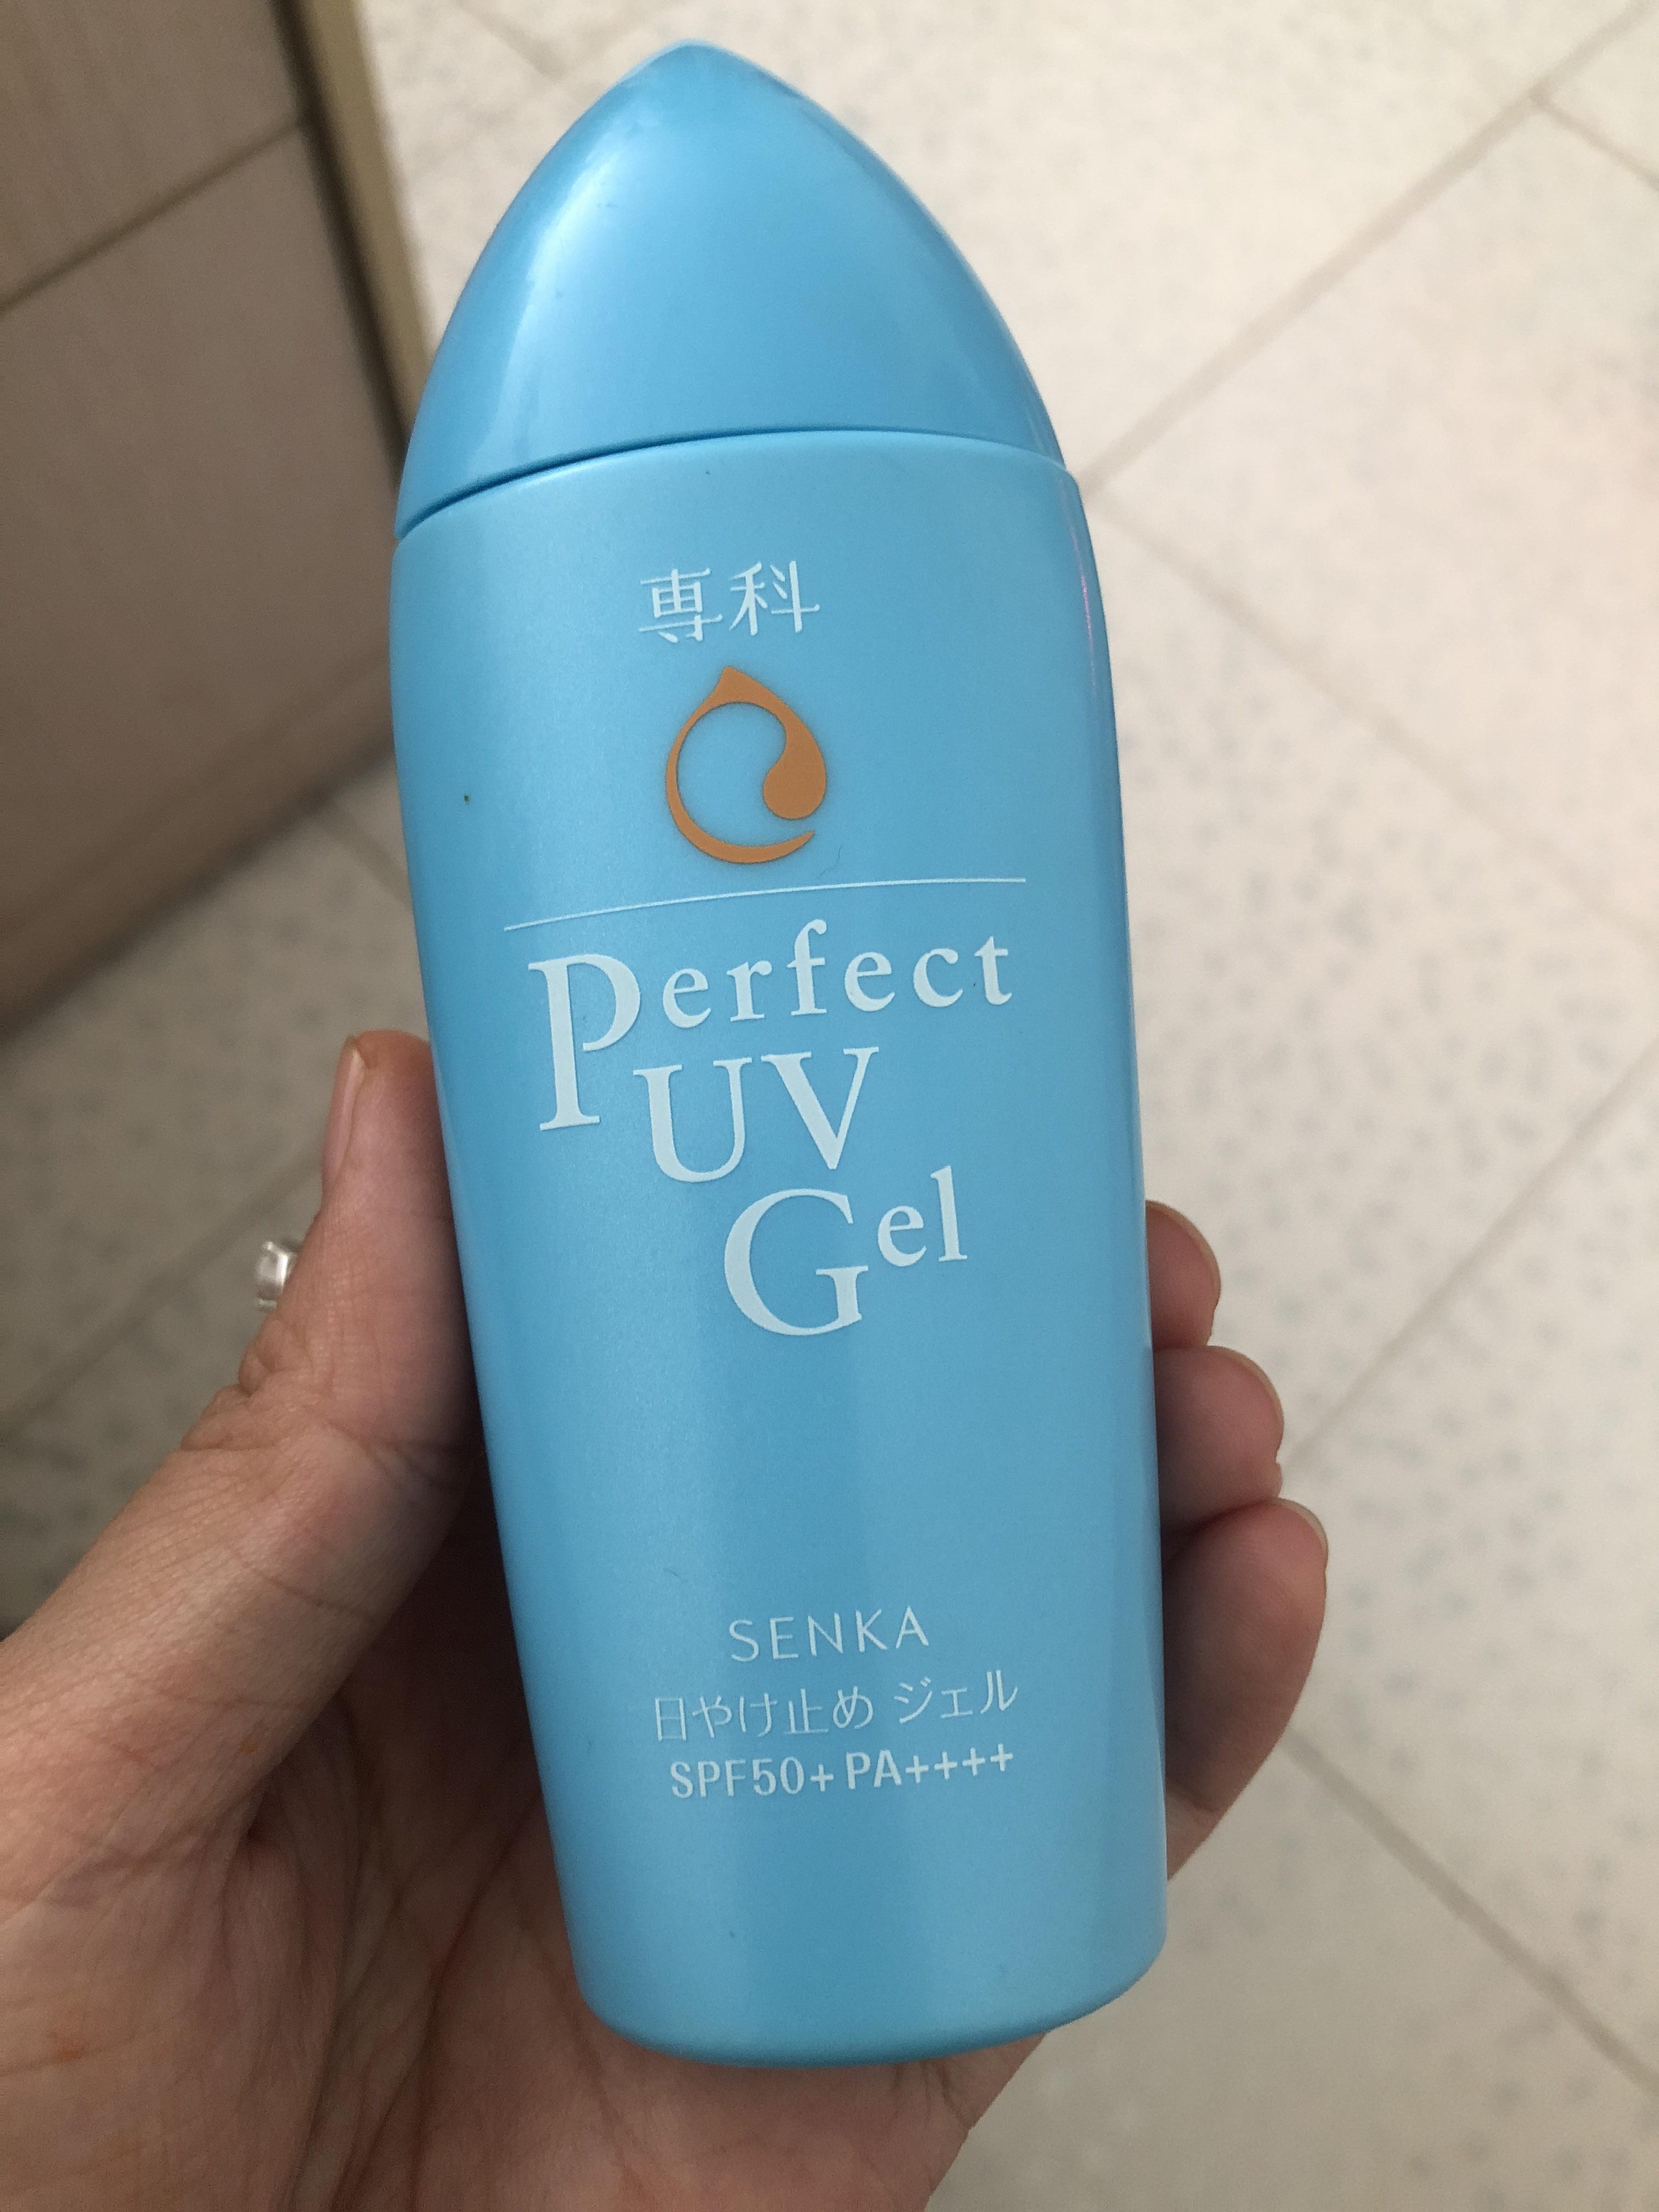 専科
Perfect
UV
Gel
SENKA
日やけ止め ジェル
SPF50+ PA++++